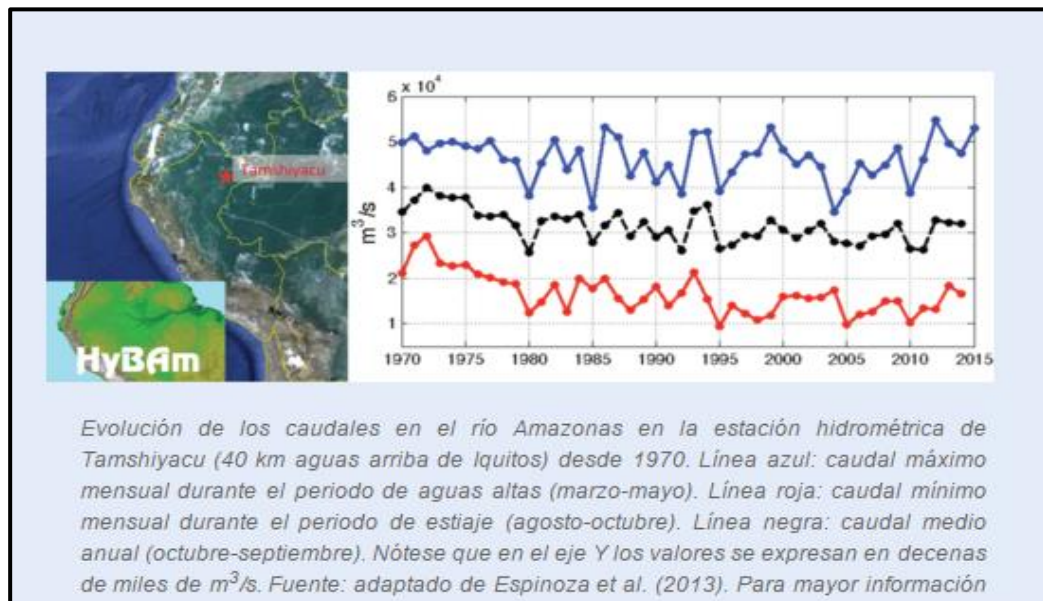 x 10⁴
6
5
4
3
2
1
m³/s
1970 1975 1980 1985 1990 1995 2000 2005 2010 2015
Tamshiyacu
HyBAm
Evolución de los caudales en el río Amazonas en la estación hidrométrica de
Tamshiyacu (40 km aguas arriba de Iquitos) desde 1970. Línea azul: caudal máximo
mensual durante el periodo de aguas altas (marzo-mayo). Línea roja: caudal mínimo
mensual durante el periodo de estiaje (agosto-octubre). Línea negra: caudal medio
anual (octubre-septiembre). Nótese que en el eje Y los valores se expresan en decenas
de miles de m³/s. Fuente: adaptado de Espinoza et al. (2013). Para mayor información